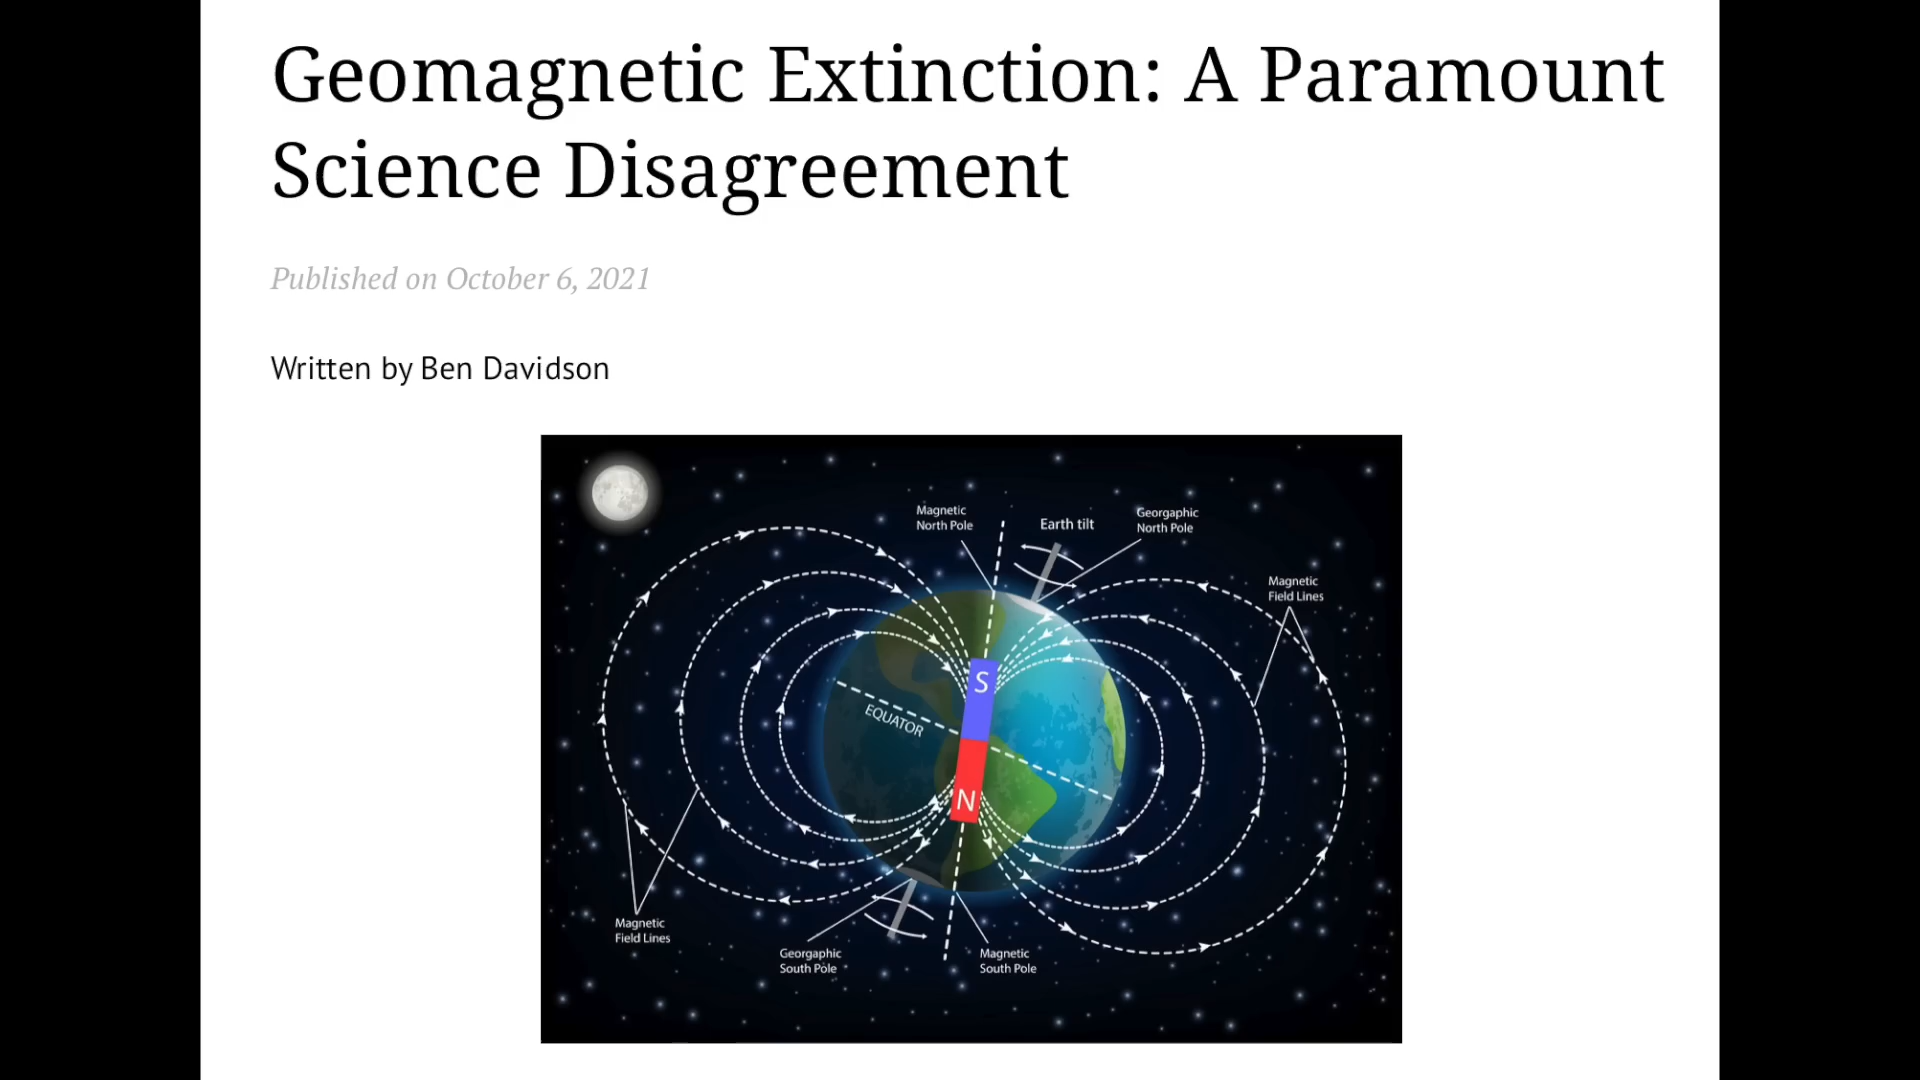 Geomagnetic Extinction: A Paramount
Science Disagreement
Published on October 6, 2021
Written by Ben Davidson
Magnetic
North Pole
Earth tilt
Georgaphic
North Pole
Magnetic
Field Lines
S
EQUATOR
N
Magnetic
Field Lines
Georgaphic
South Pole
Magnetic
South Pole